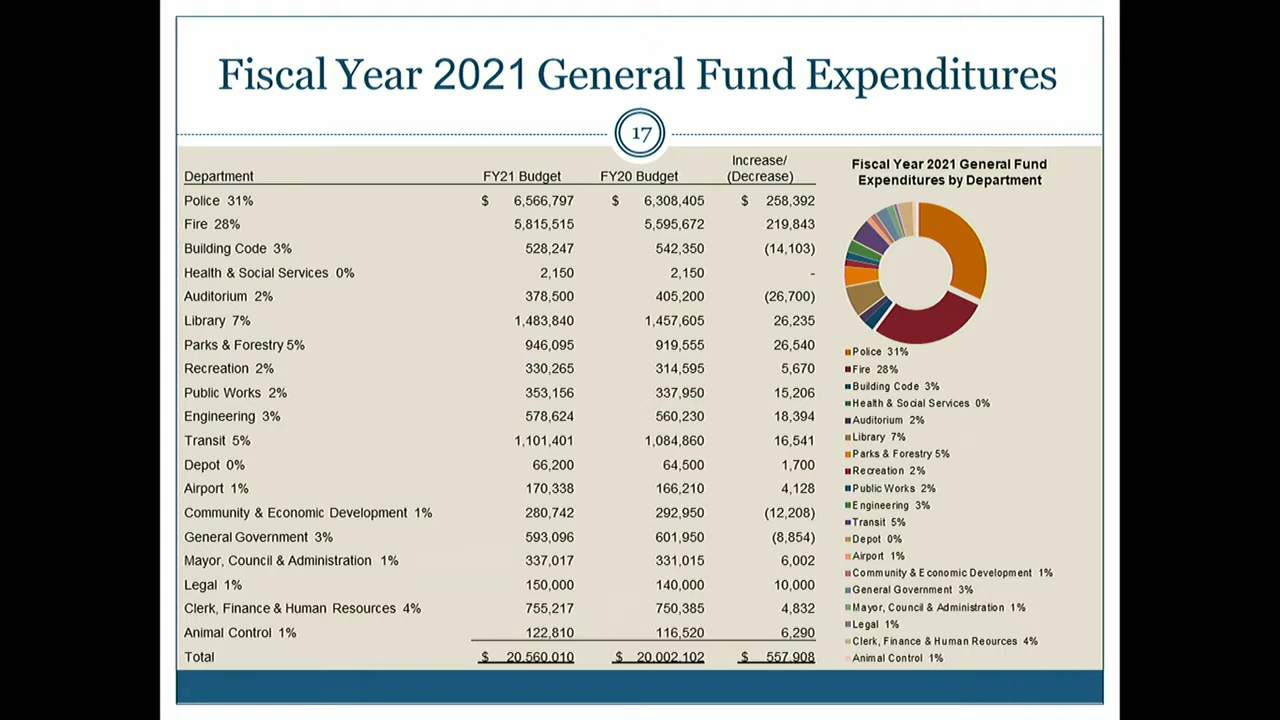 Fiscal Year 2021 General Fund Expenditures
17
Department FY21 Budget FY20 Budget Increase/ (Decrease)
Police 31% $ 6,566,797 $ 6,308,405 $ 258,392
Fire 28% 5,815,515 5,595,672 219,843
Building Code 3% 528,247 542,350 (14,103)
Health & Social Services 0% 2,150 2,150 -
Auditorium 2% 378,500 405,200 (26,700)
Library 7% 1,483,840 1,457,605 26,235
Parks & Forestry 5% 946,095 919,555 26,540
Recreation 2% 330,265 314,595 5,670
Public Works 2% 353,156 337,950 15,206
Engineering 3% 578,624 560,230 18,394
Transit 5% 1,101,401 1,084,860 16,541
Depot 0% 66,200 64,500 1,700
Airport 1% 170,338 166,210 4,128
Community & Economic Development 1% 280,742 292,950 (12,208)
General Government 3% 593,096 601,950 (8,854)
Mayor, Council & Administration 1% 337,017 331,015 6,002
Legal 1% 150,000 140,000 10,000
Clerk, Finance & Human Resources 4% 755,217 750,385 4,832
Animal Control 1% 122,810 116,520 6,290
Total $ 20,560,010 $ 20,002,102 $ 557,908
Fiscal Year 2021 General Fund
Expenditures by Department
Police 31%
Fire 28%
Building Code 3%
Health & Social Services 0%
Auditorium 2%
Library 7%
Parks & Forestry 5%
Recreation 2%
Public Works 2%
Engineering 3%
Transit 5%
Depot 0%
Airport 1%
Community & Economic Development 1%
General Government 3%
Mayor, Council & Administration 1%
Legal 1%
Clerk, Finance & Human Reources 4%
Animal Control 1%